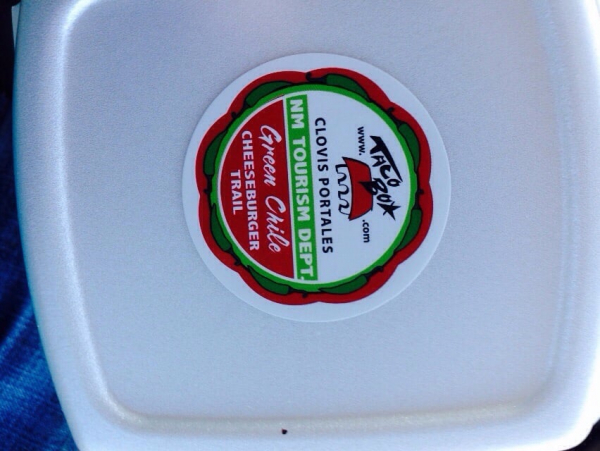 www.
TACO
BOX
.com
CLOVIS PORTALES
NM TOURISM DEPT.
Green Chile
CHEESEBURGER
TRAIL